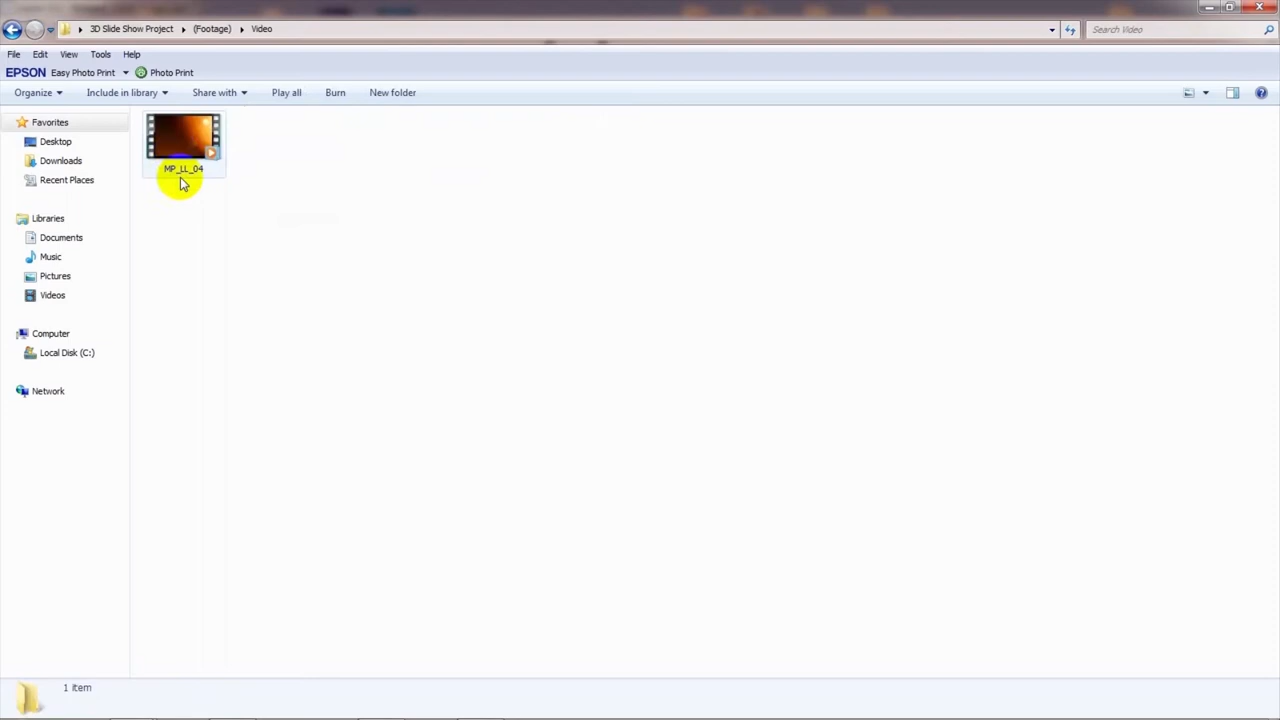 3D Slide Show Project (Footage) Video
Search Video
File Edit View Tools Help
EPSON Easy Photo Print Photo Print
Organize Include in library Share with Play all Burn New folder
Favorites
Desktop
Downloads
Recent Places
Libraries
Documents
Music
Pictures
Videos
Computer
Local Disk (C:)
Network
MP_LL_04
1 item